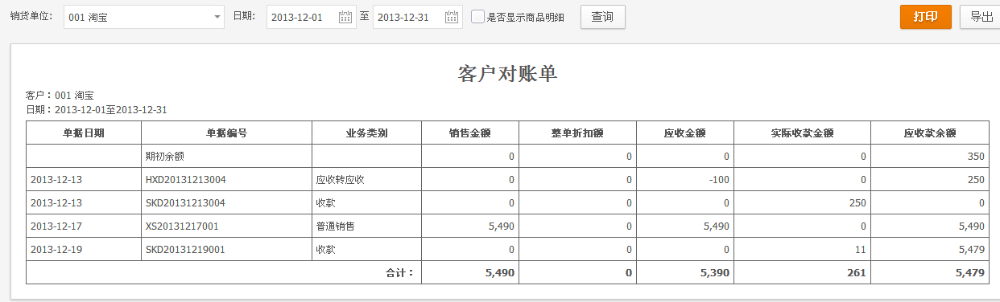 销货单位: 001 淘宝 日期: 2013-12-01 至 2013-12-31 是否显示商品明细 查询 打印 导出
客户对账单
客户：001 淘宝
日期：2013-12-01至2013-12-31
单据日期 单据编号 业务类别 销售金额 整单折扣额 应收金额 实际收款金额 应收款余额
期初余额 0 0 0 0 350
2013-12-13 HXD20131213004 应收转应收 0 0 -100 0 250
2013-12-13 SKD20131213004 收款 0 0 0 250 0
2013-12-17 XS20131217001 普通销售 5,490 0 5,490 0 5,490
2013-12-19 SKD20131219001 收款 0 0 0 11 5,479
合计： 5,490 0 5,390 261 5,479